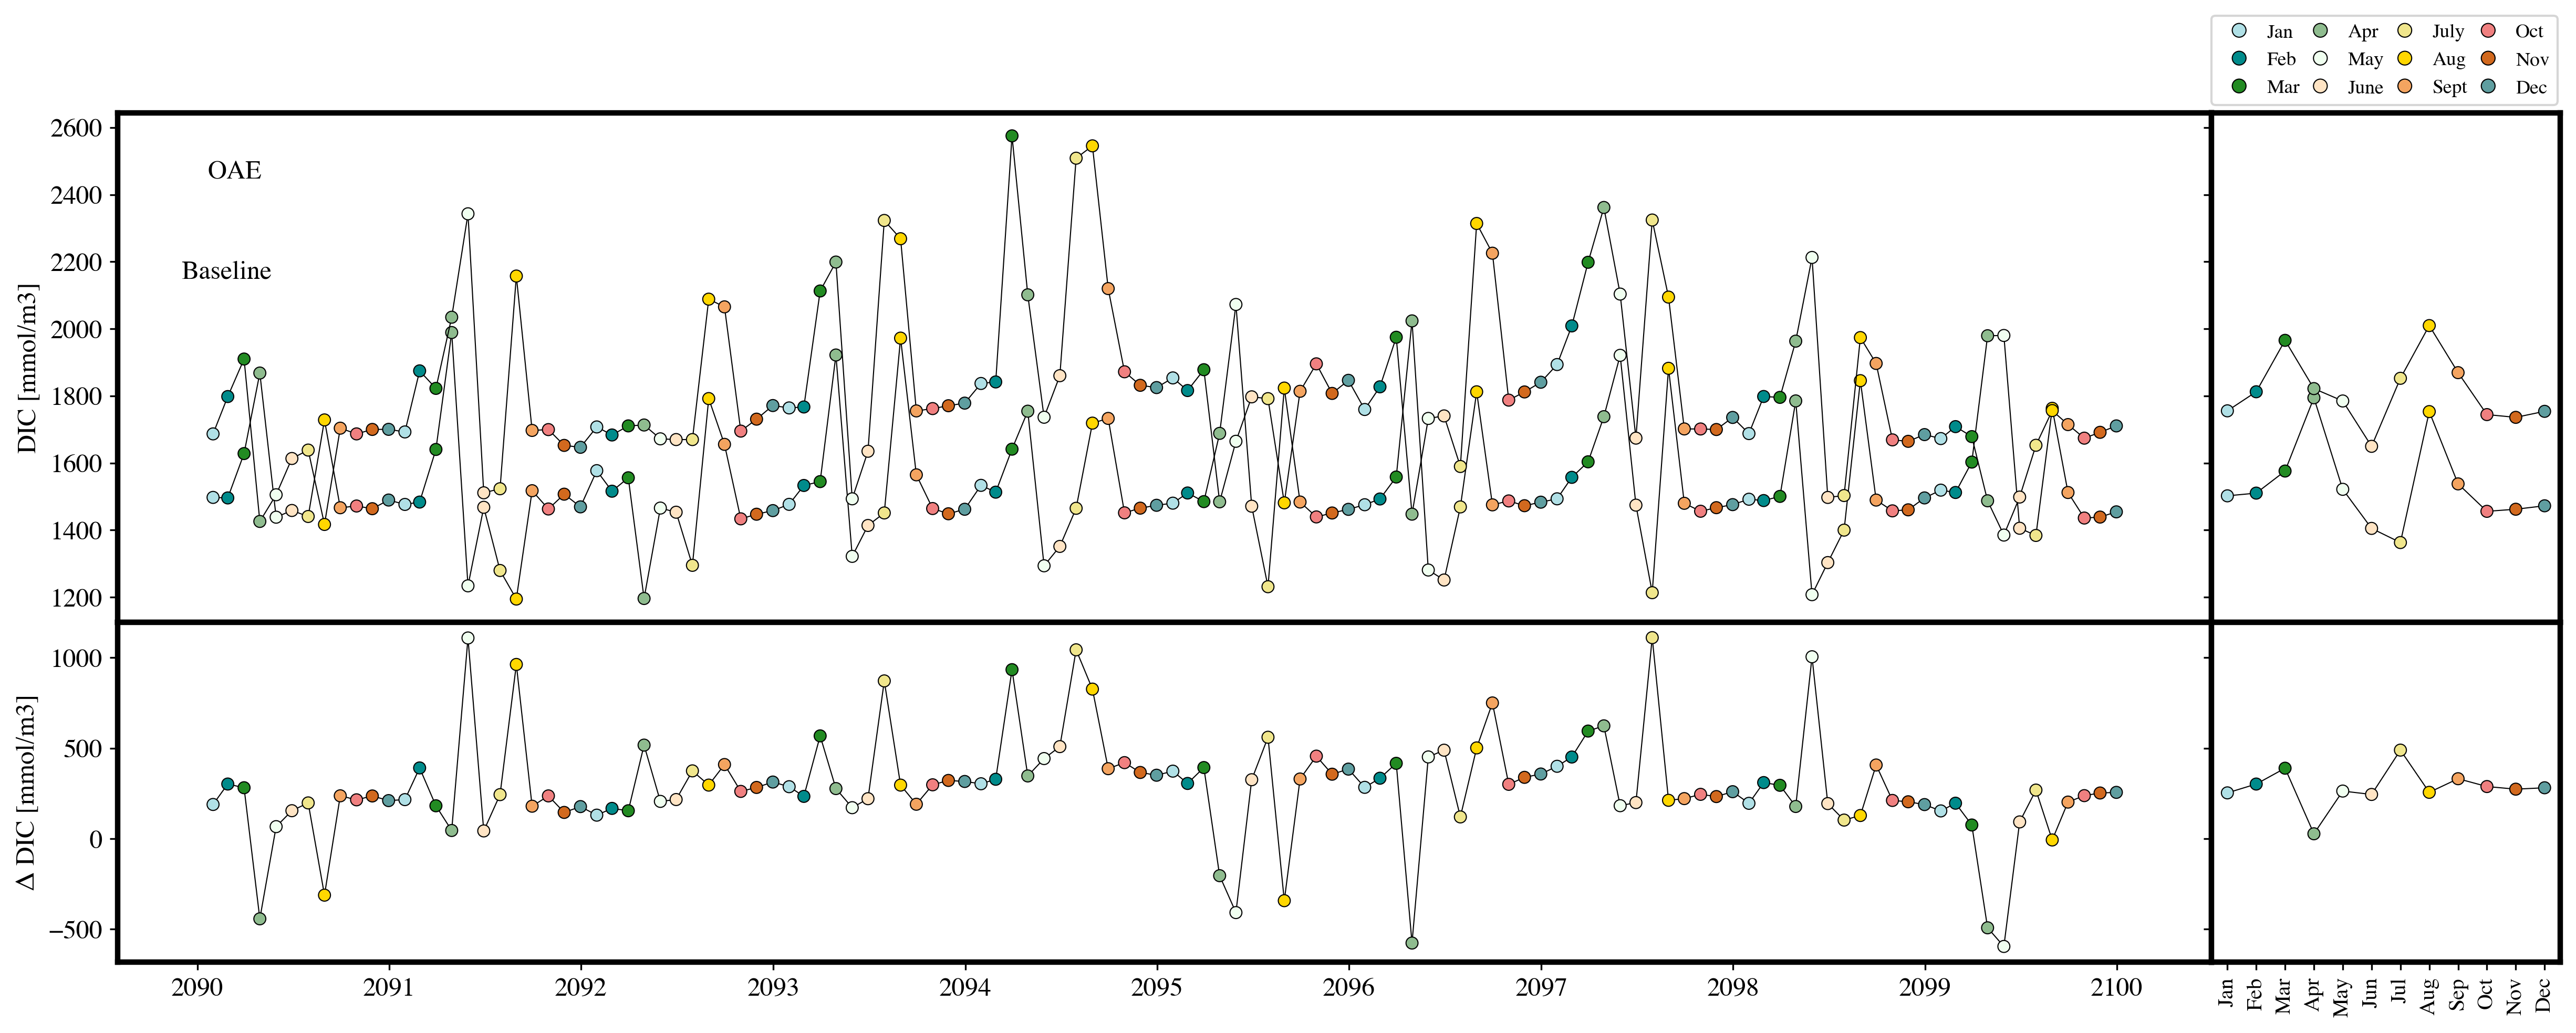 Jan Apr July Oct
Feb May Aug Nov
Mar June Sept Dec
2600
OAE
2400
2200
Baseline
2000
1800
1600
1400
1200
DIC [mmol/m3]
1000
500
0
−500
Δ DIC [mmol/m3]
2090 2091 2092 2093 2094 2095 2096 2097 2098 2099 2100
Jan Feb Mar Apr May Jun Jul Aug Sep Oct Nov Dec